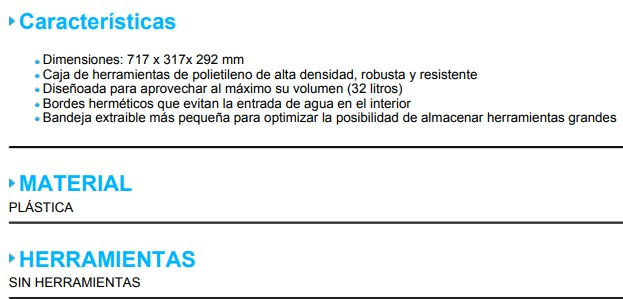 Características
Dimensiones: 717 x 317x 292 mm
Caja de herramientas de polietileno de alta densidad, robusta y resistente
Diseñoada para aprovechar al máximo su volumen (32 litros)
Bordes herméticos que evitan la entrada de agua en el interior
Bandeja extraible más pequeña para optimizar la posibilidad de almacenar herramientas grandes
MATERIAL
PLÁSTICA
HERRAMIENTAS
SIN HERRAMIENTAS